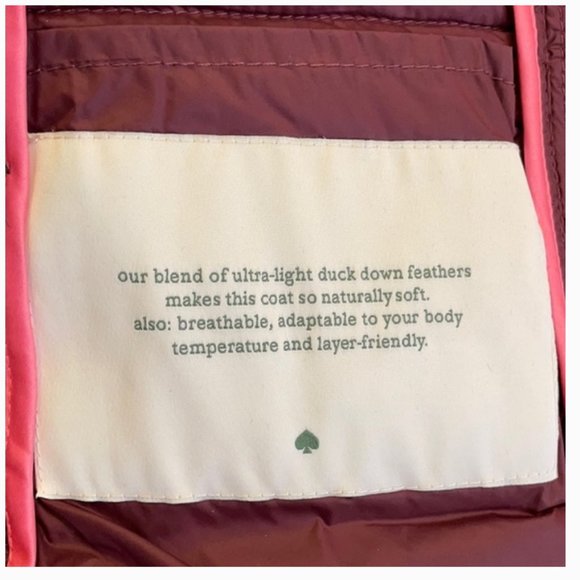 our blend of ultra-light duck down feathers
makes this coat so naturally soft.
also: breathable, adaptable to your body
temperature and layer-friendly.